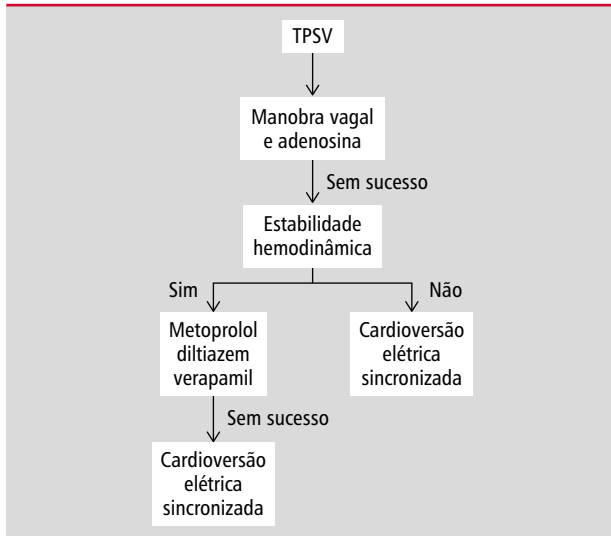 TPSV
Manobra vagal
e adenosina
Sem sucesso
Estabilidade
hemodinâmica
Sim
Não
Metoprolol
diltiazem
verapamil
Cardioversão
elétrica
sincronizada
Sem sucesso
Cardioversão
elétrica
sincronizada